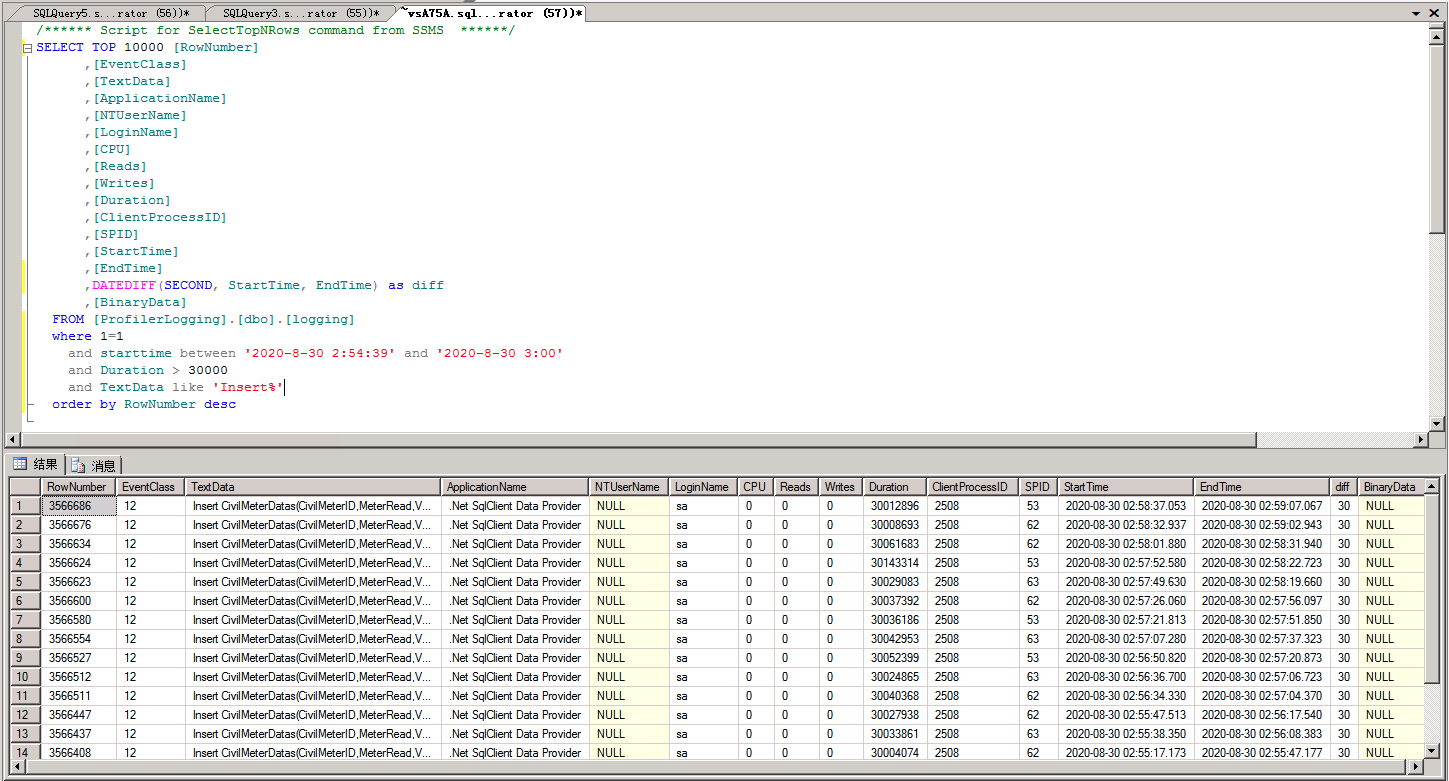 SQLQuery5.s...rator (56))* SQLQuery3.s...rator (55))* ~vsA75A.sql...rator (57))*
/****** Script for SelectTopNRows command from SSMS ******/
SELECT TOP 10000 [RowNumber]
,[EventClass]
,[TextData]
,[ApplicationName]
,[NTUserName]
,[LoginName]
,[CPU]
,[Reads]
,[Writes]
,[Duration]
,[ClientProcessID]
,[SPID]
,[StartTime]
,[EndTime]
,DATEDIFF(SECOND, StartTime, EndTime) as diff
,[BinaryData]
FROM [ProfilerLogging].[dbo].[logging]
where 1=1
and starttime between '2020-8-30 2:54:39' and '2020-8-30 3:00'
and Duration > 30000
and TextData like 'Insert%'
order by RowNumber desc
结果 消息
RowNumber EventClass TextData ApplicationName NTUserName LoginName CPU Reads Writes Duration ClientProcessID SPID StartTime EndTime diff BinaryData
1 3566686 12 Insert CivilMeterDatas(CivilMeterID,MeterRead,V... .Net SqlClient Data Provider NULL sa 0 0 0 30012896 2508 53 2020-08-30 02:58:37.053 2020-08-30 02:59:07.067 30 NULL
2 3566676 12 Insert CivilMeterDatas(CivilMeterID,MeterRead,V... .Net SqlClient Data Provider NULL sa 0 0 0 30008693 2508 62 2020-08-30 02:58:32.937 2020-08-30 02:59:02.943 30 NULL
3 3566634 12 Insert CivilMeterDatas(CivilMeterID,MeterRead,V... .Net SqlClient Data Provider NULL sa 0 0 0 30061683 2508 62 2020-08-30 02:58:01.880 2020-08-30 02:58:31.940 30 NULL
4 3566624 12 Insert CivilMeterDatas(CivilMeterID,MeterRead,V... .Net SqlClient Data Provider NULL sa 0 0 0 30143314 2508 53 2020-08-30 02:57:52.580 2020-08-30 02:58:22.723 30 NULL
5 3566623 12 Insert CivilMeterDatas(CivilMeterID,MeterRead,V... .Net SqlClient Data Provider NULL sa 0 0 0 30029083 2508 63 2020-08-30 02:57:49.630 2020-08-30 02:58:19.660 30 NULL
6 3566600 12 Insert CivilMeterDatas(CivilMeterID,MeterRead,V... .Net SqlClient Data Provider NULL sa 0 0 0 30037392 2508 62 2020-08-30 02:57:26.060 2020-08-30 02:57:56.097 30 NULL
7 3566580 12 Insert CivilMeterDatas(CivilMeterID,MeterRead,V... .Net SqlClient Data Provider NULL sa 0 0 0 30036186 2508 53 2020-08-30 02:57:21.813 2020-08-30 02:57:51.850 30 NULL
8 3566554 12 Insert CivilMeterDatas(CivilMeterID,MeterRead,V... .Net SqlClient Data Provider NULL sa 0 0 0 30042953 2508 63 2020-08-30 02:57:07.280 2020-08-30 02:57:37.323 30 NULL
9 3566527 12 Insert CivilMeterDatas(CivilMeterID,MeterRead,V... .Net SqlClient Data Provider NULL sa 0 0 0 30052399 2508 53 2020-08-30 02:56:50.820 2020-08-30 02:57:20.873 30 NULL
10 3566512 12 Insert CivilMeterDatas(CivilMeterID,MeterRead,V... .Net SqlClient Data Provider NULL sa 0 0 0 30024865 2508 63 2020-08-30 02:56:36.700 2020-08-30 02:57:06.723 30 NULL
11 3566511 12 Insert CivilMeterDatas(CivilMeterID,MeterRead,V... .Net SqlClient Data Provider NULL sa 0 0 0 30040368 2508 62 2020-08-30 02:56:34.330 2020-08-30 02:57:04.370 30 NULL
12 3566447 12 Insert CivilMeterDatas(CivilMeterID,MeterRead,V... .Net SqlClient Data Provider NULL sa 0 0 0 30027938 2508 62 2020-08-30 02:55:47.513 2020-08-30 02:56:17.540 30 NULL
13 3566437 12 Insert CivilMeterDatas(CivilMeterID,MeterRead,V... .Net SqlClient Data Provider NULL sa 0 0 0 30033861 2508 63 2020-08-30 02:55:38.350 2020-08-30 02:56:08.383 30 NULL
14 3566408 12 Insert CivilMeterDatas(CivilMeterID,MeterRead,V... .Net SqlClient Data Provider NULL sa 0 0 0 30004074 2508 62 2020-08-30 02:55:17.173 2020-08-30 02:55:47.177 30 NULL